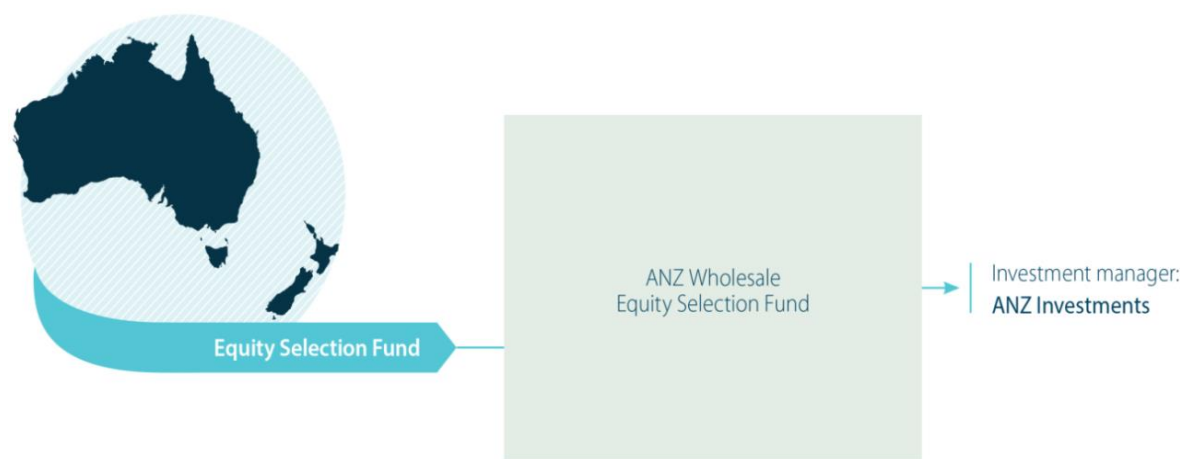 Equity Selection Fund
ANZ Wholesale
Equity Selection Fund
Investment manager:
ANZ Investments